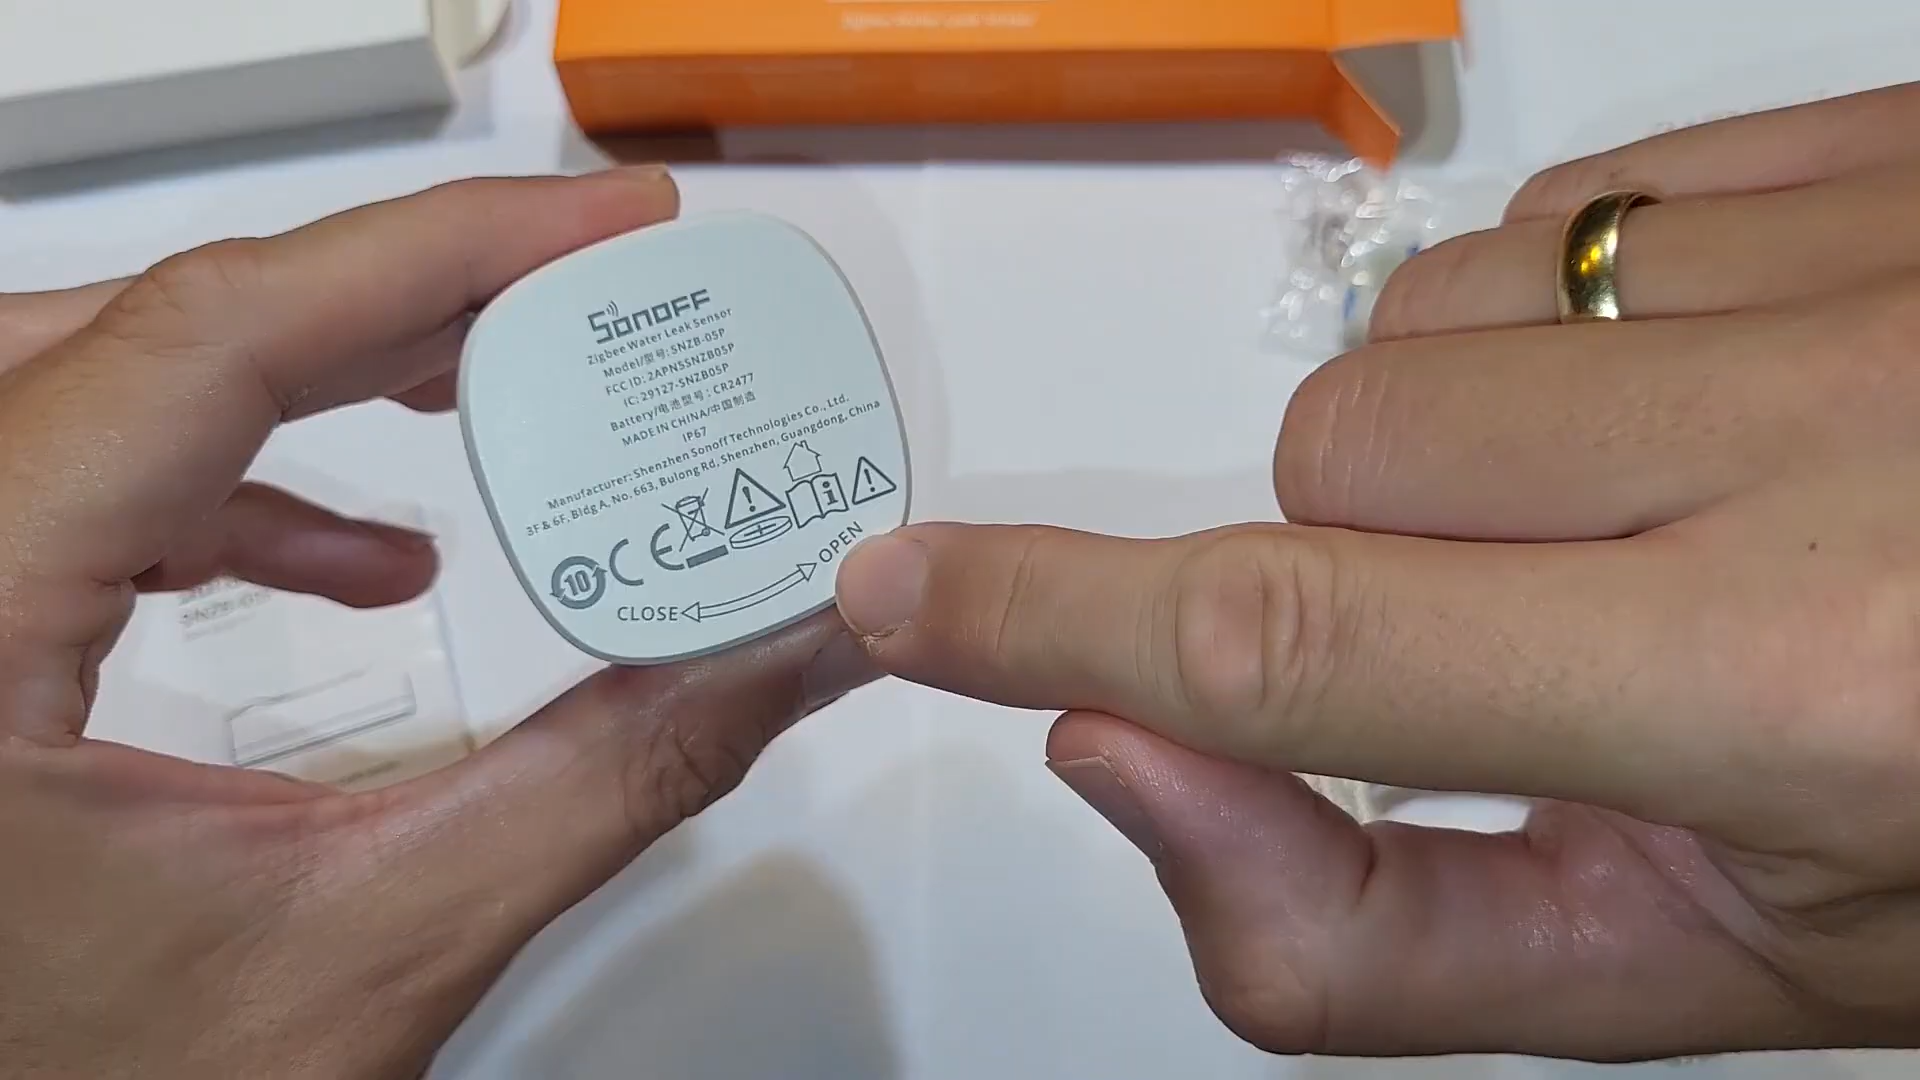 SONOFF
Zigbee Water Leak Sensor
Model/型号: SNZB-05P
FCC ID: 2APN5SNZB05P
IC: 29127-SNZB05P
Battery/电池型号: CR2477
MADE IN CHINA/中国制造
IP67
Manufacturer: Shenzhen Sonoff Technologies Co., Ltd.
3F & 6F, Bldg A, No. 663, Bulong Rd, Shenzhen, Guangdong, China
10 CE
CLOSE OPEN